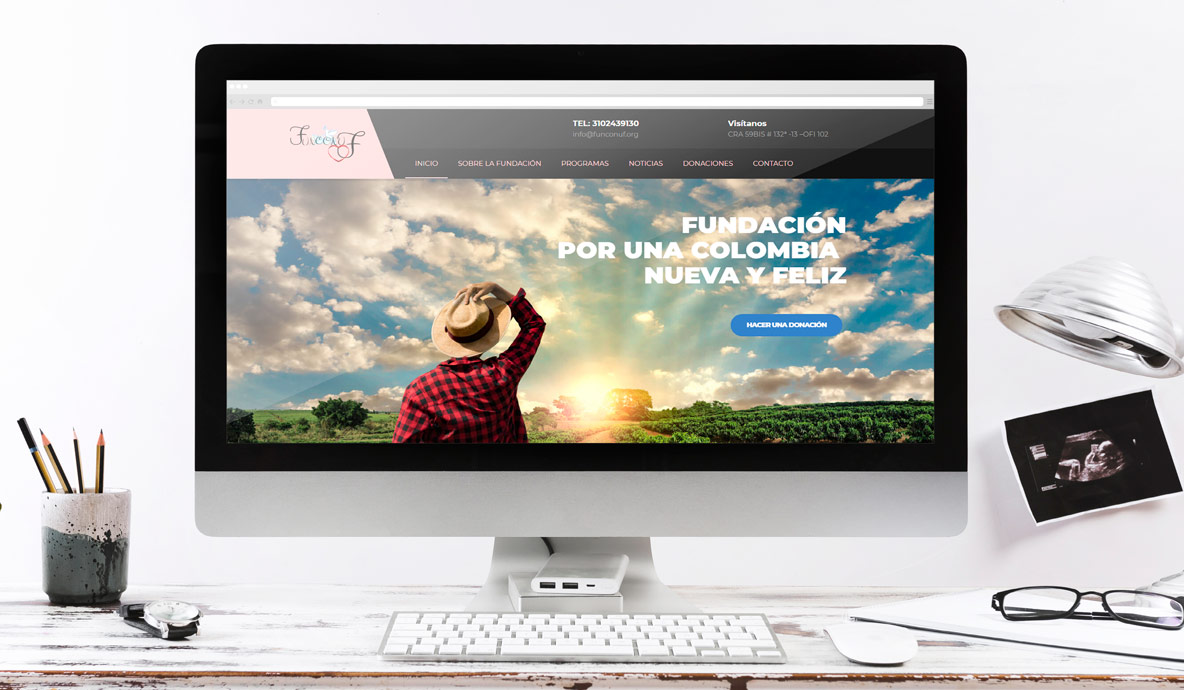 Funconuf
TEL: 3102439130
info@funconuf.org
Visítanos
CRA 59BIS # 132ª -13 –OFI 102
INICIO SOBRE LA FUNDACIÓN PROGRAMAS NOTICIAS DONACIONES CONTACTO
FUNDACIÓN
POR UNA COLOMBIA
NUEVA Y FELIZ
HACER UNA DONACIÓN